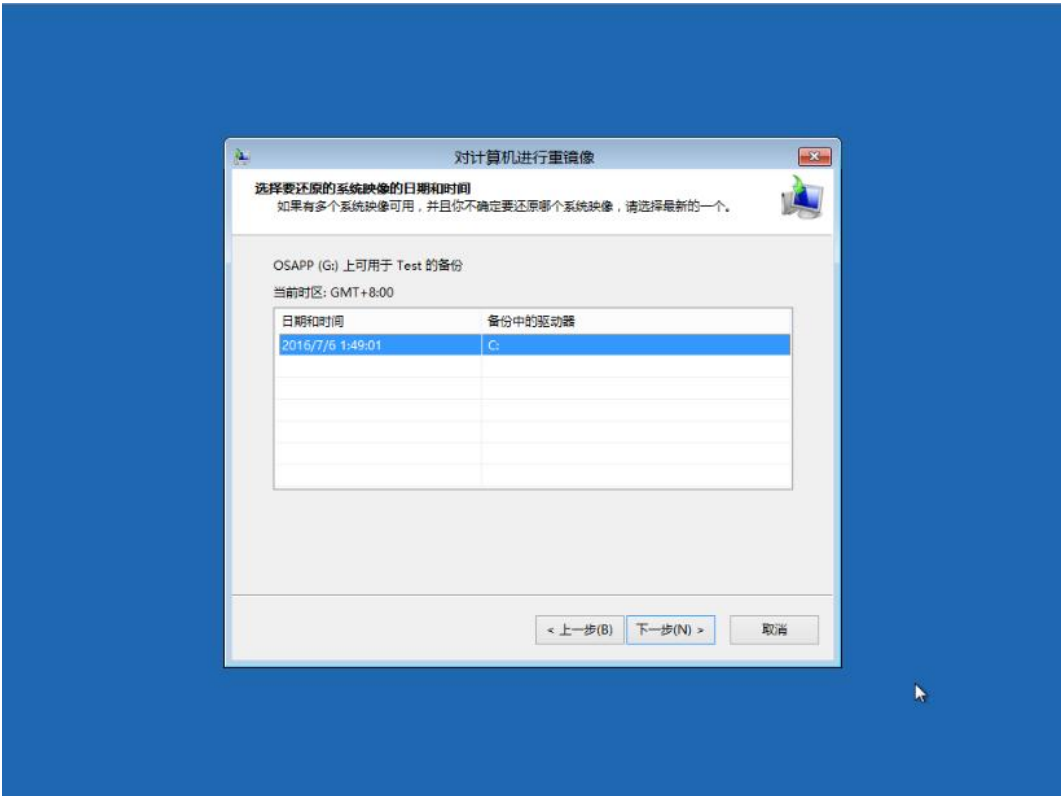 对计算机进行重镜像
选择要还原的系统映像的日期和时间
如果有多个系统映像可用，并且你不确定要还原哪个系统映像，请选择最新的一个。
OSAPP (G:) 上可用于 Test 的备份
当前时区: GMT+8:00
日期和时间 备份中的驱动器
2016/7/6 1:49:01 C:
< 上一步(B) 下一步(N) > 取消